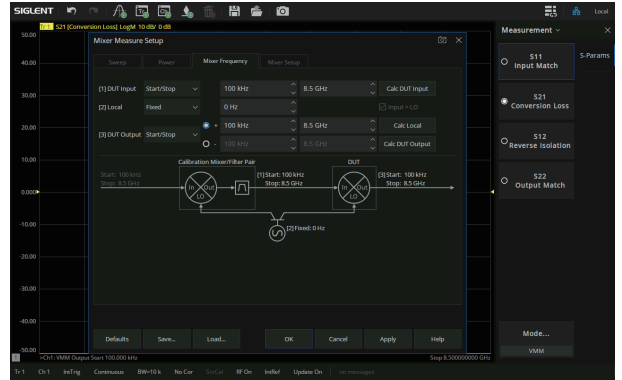 SIGLENT
Local
Tr 1 S21 [Conversion Loss] LogM 10 dB/ 0 dB
Measurement
50.00
Mixer Measure Setup
Sweep Power Mixer Frequency Mixer Setup
S-Params
S11
Input Match
40.00
[1] DUT Input Start/Stop 100 kHz 8.5 GHz Calc DUT Input
30.00
[2] Local Fixed 0 Hz Input > LO
S21
Conversion Loss
20.00
+ 100 kHz 8.5 GHz Calc Local
[3] DUT Output Start/Stop
- 100 kHz 8.5 GHz Calc DUT Output
S12
Reverse Isolation
10.00
Calibration Mixer/Filter Pair DUT
Start: 100 kHz [1] Start: 100 kHz [3] Start: 100 kHz
Stop: 8.5 GHz Stop: 8.5 GHz Stop: 8.5 GHz
S22
Output Match
In Out In Out
0.000
LO LO
-10.00
[2] Fixed: 0 Hz
-20.00
-30.00
-40.00
Defaults Save... Load... OK Cancel Apply Help
Mode...
VMM
-50.00
1 >Ch1: VMM Output Start 100.000 kHz Stop 8.500000000 GHz
Tr 1 Ch 1 IntTrig Continuous BW=10 k No Cor SrcCal RF On IntRef Update On no messages